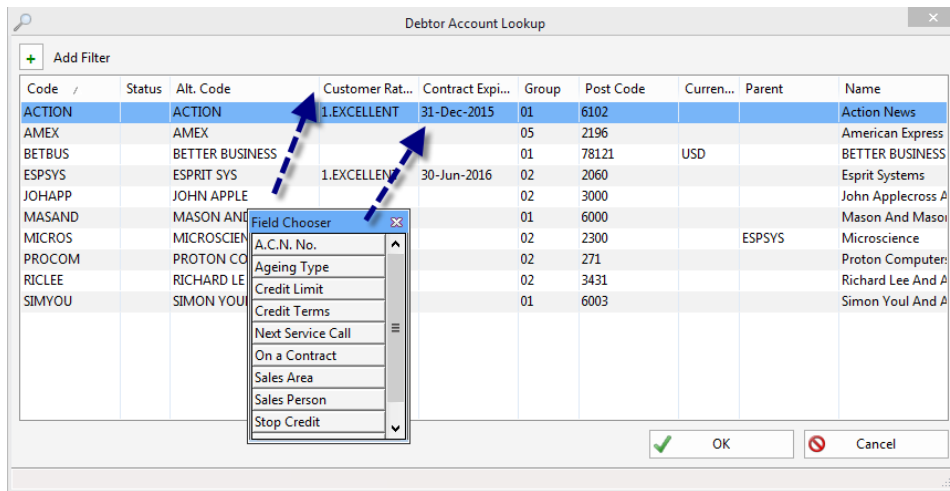 Debtor Account Lookup
+ Add Filter
Code / Status Alt. Code Customer Rat... Contract Expi... Group Post Code Curren... Parent Name
ACTION ACTION 1.EXCELLENT 31-Dec-2015 01 6102 Action News
AMEX AMEX 05 2196 American Express
BETBUS BETTER BUSINESS 01 78121 USD BETTER BUSINESS
ESPSYS ESPRIT SYS 1.EXCELLENT 30-Jun-2016 02 2060 Esprit Systems
JOHAPP JOHN APPLE 02 3000 John Applecross A
MASAND MASON AND 01 6000 Mason And Mason
MICROS MICROSCIEN 02 2300 ESPSYS Microscience
PROCOM PROTON CO 02 271 Proton Computer
RICLEE RICHARD LE 02 3431 Richard Lee And A
SIMYOU SIMON YOUL 01 6003 Simon Youl And A
Field Chooser
A.C.N. No.
Ageing Type
Credit Limit
Credit Terms
Next Service Call
On a Contract
Sales Area
Sales Person
Stop Credit
OK Cancel